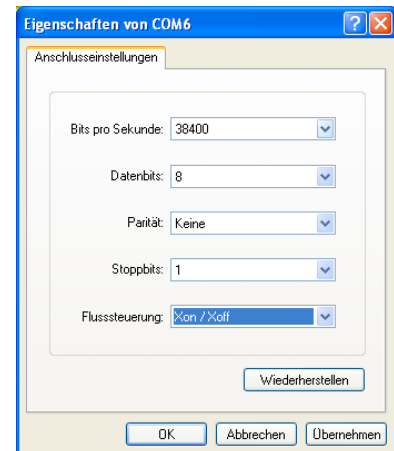 Eigenschaften von COM6
Anschlusseinstellungen
Bits pro Sekunde: 38400
Datenbits: 8
Parität: Keine
Stoppbits: 1
Flusssteuerung: Xon / Xoff
Wiederherstellen
OK Abbrechen Übernehmen